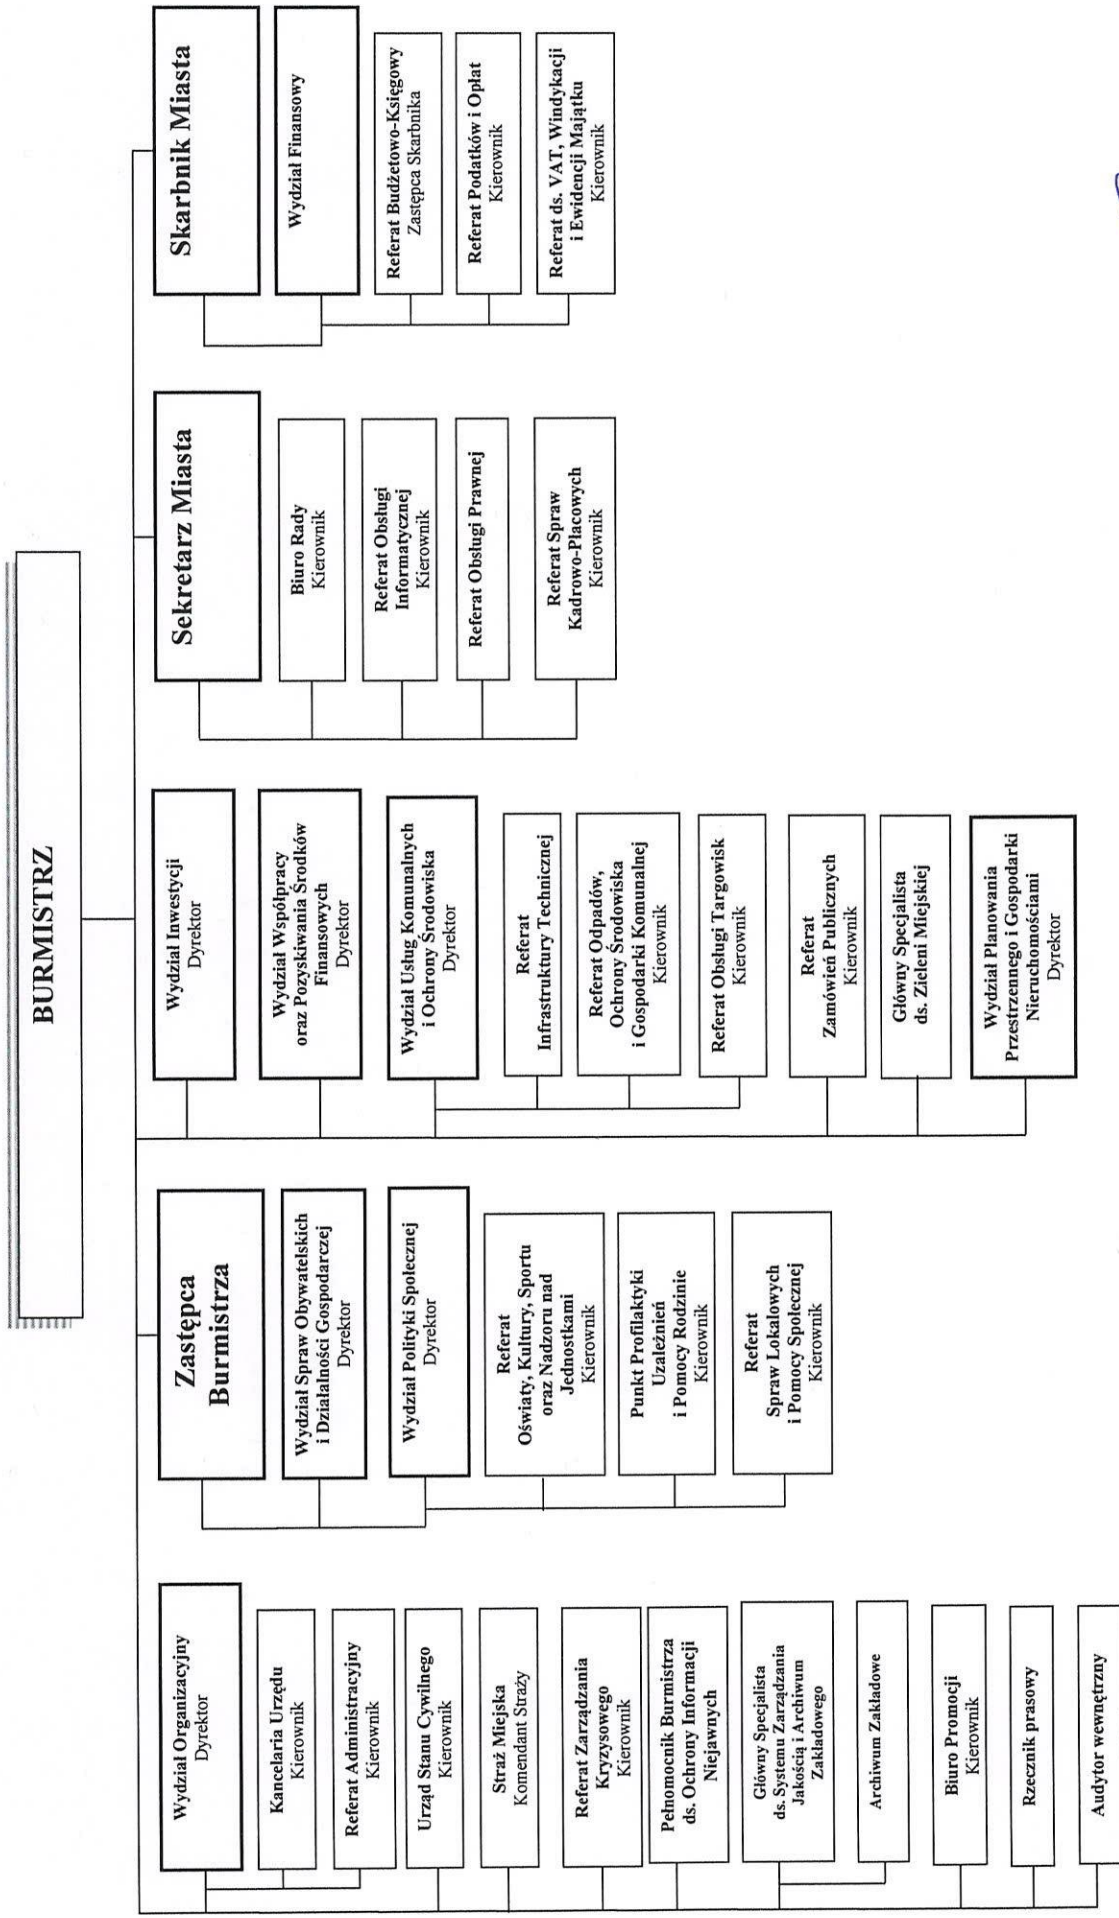 BURMISTRZ
Wydział Organizacyjny
Dyrektor
Kancelaria Urzędu
Kierownik
Referat Administracyjny
Kierownik
Urząd Stanu Cywilnego
Kierownik
Straż Miejska
Komendant Straży
Referat Zarządzania
Kryzysowego
Kierownik
Pełnomocnik Burmistrza
ds. Ochrony Informacji
Niejawnych
Główny Specjalista
ds. Systemu Zarządzania
Jakością i Archiwum
Zakładowego
Archiwum Zakładowe
Biuro Promocji
Kierownik
Rzecznik prasowy
Audytor wewnętrzny
Zastępca
Burmistrza
Wydział Spraw Obywatelskich
i Działalności Gospodarczej
Dyrektor
Wydział Polityki Społecznej
Dyrektor
Referat
Oświaty, Kultury, Sportu
oraz Nadzoru nad
Jednostkami
Kierownik
Punkt Profilaktyki
Uzależnień
i Pomocy Rodzinie
Kierownik
Referat
Spraw Lokalowych
i Pomocy Społecznej
Kierownik
Wydział Inwestycji
Dyrektor
Wydział Współpracy
oraz Pozyskiwania Środków
Finansowych
Dyrektor
Wydział Usług Komunalnych
i Ochrony Środowiska
Dyrektor
Referat
Infrastruktury Technicznej
Referat Odpadów,
Ochrony Środowiska
i Gospodarki Komunalnej
Kierownik
Referat Obsługi Targowisk
Kierownik
Referat
Zamówień Publicznych
Kierownik
Główny Specjalista
ds. Zieleni Miejskiej
Wydział Planowania
Przestrzennego i Gospodarki
Nieruchomościami
Dyrektor
Sekretarz Miasta
Biuro Rady
Kierownik
Referat Obsługi
Informatycznej
Kierownik
Referat Obsługi Prawnej
Referat Spraw
Kadrowo-Płacowych
Kierownik
Skarbnik Miasta
Wydział Finansowy
Referat Budżetowo-Księgowy
Zastępca Skarbnika
Referat Podatków i Opłat
Kierownik
Referat ds. VAT, Windykacji
i Ewidencji Majątku
Kierownik